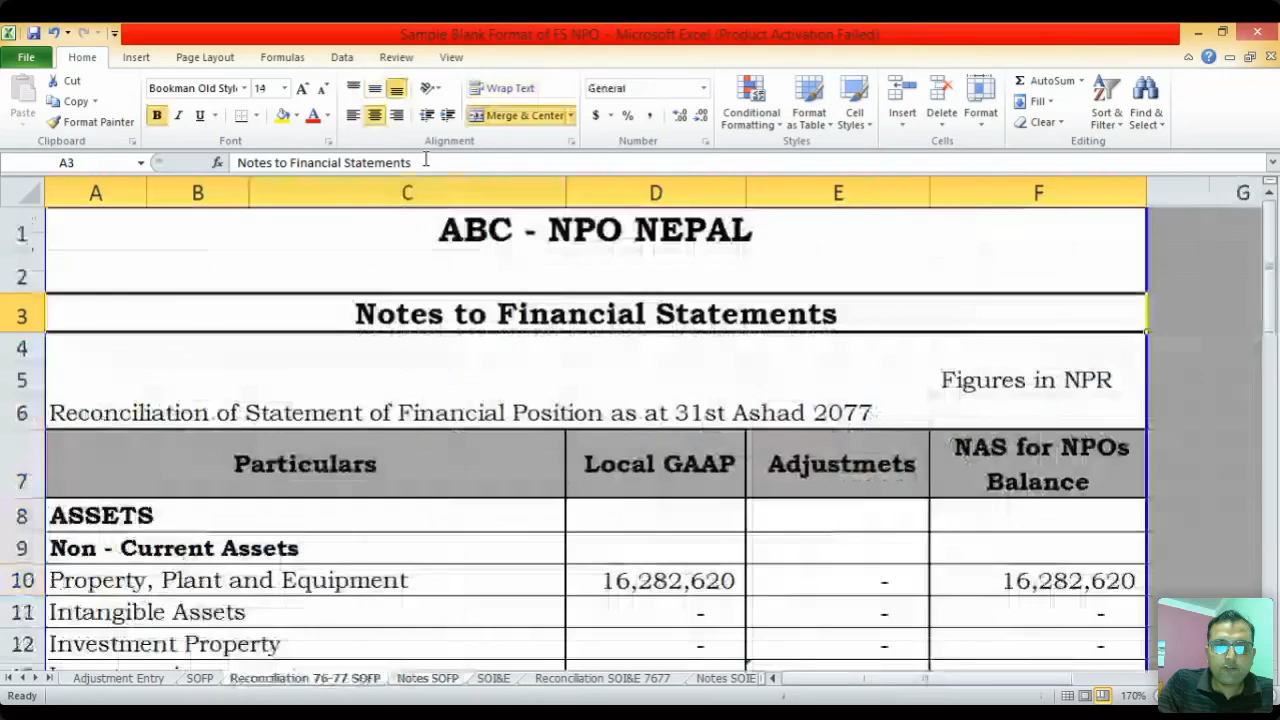 Sample Blank Format of FS NPO - Microsoft Excel (Product Activation Failed)
File Home Insert Page Layout Formulas Data Review View
Cut
Copy
Format Painter
Paste
Clipboard
Bookman Old Styl 14
B I U
Font
Wrap Text
Merge & Center
Alignment
General
$ % ,
Number
Conditional Formatting
Format as Table
Cell Styles
Styles
Insert Delete Format
Cells
AutoSum
Fill
Clear
Sort & Filter
Find & Select
Editing
A3 fx Notes to Financial Statements
A B C D E F G
1 ABC - NPO NEPAL
2
3 Notes to Financial Statements
4
5 Figures in NPR
6 Reconciliation of Statement of Financial Position as at 31st Ashad 2077
7 Particulars Local GAAP Adjustmets NAS for NPOs Balance
8 ASSETS
9 Non - Current Assets
10 Property, Plant and Equipment 16,282,620 - 16,282,620
11 Intangible Assets - - -
12 Investment Property - - -
Adjustment Entry SOFP Reconciliation 76-77 SOFP Notes SOFP SOI&E Reconciliation SOI&E 7677 Notes SOIE
Ready 170%